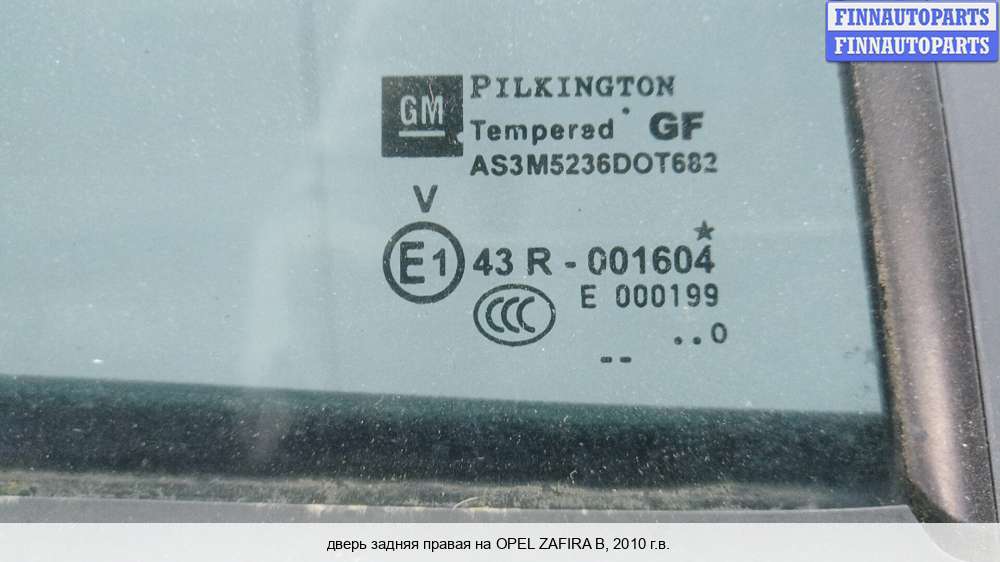 FINNAUTOPARTS
FINNAUTOPARTS
GM
PILKINGTON
Tempered GF
AS3M5236DOT682
V
E1 43 R - 001604
CCC E 000199
..0
--
дверь задняя правая на OPEL ZAFIRA B, 2010 г.в.